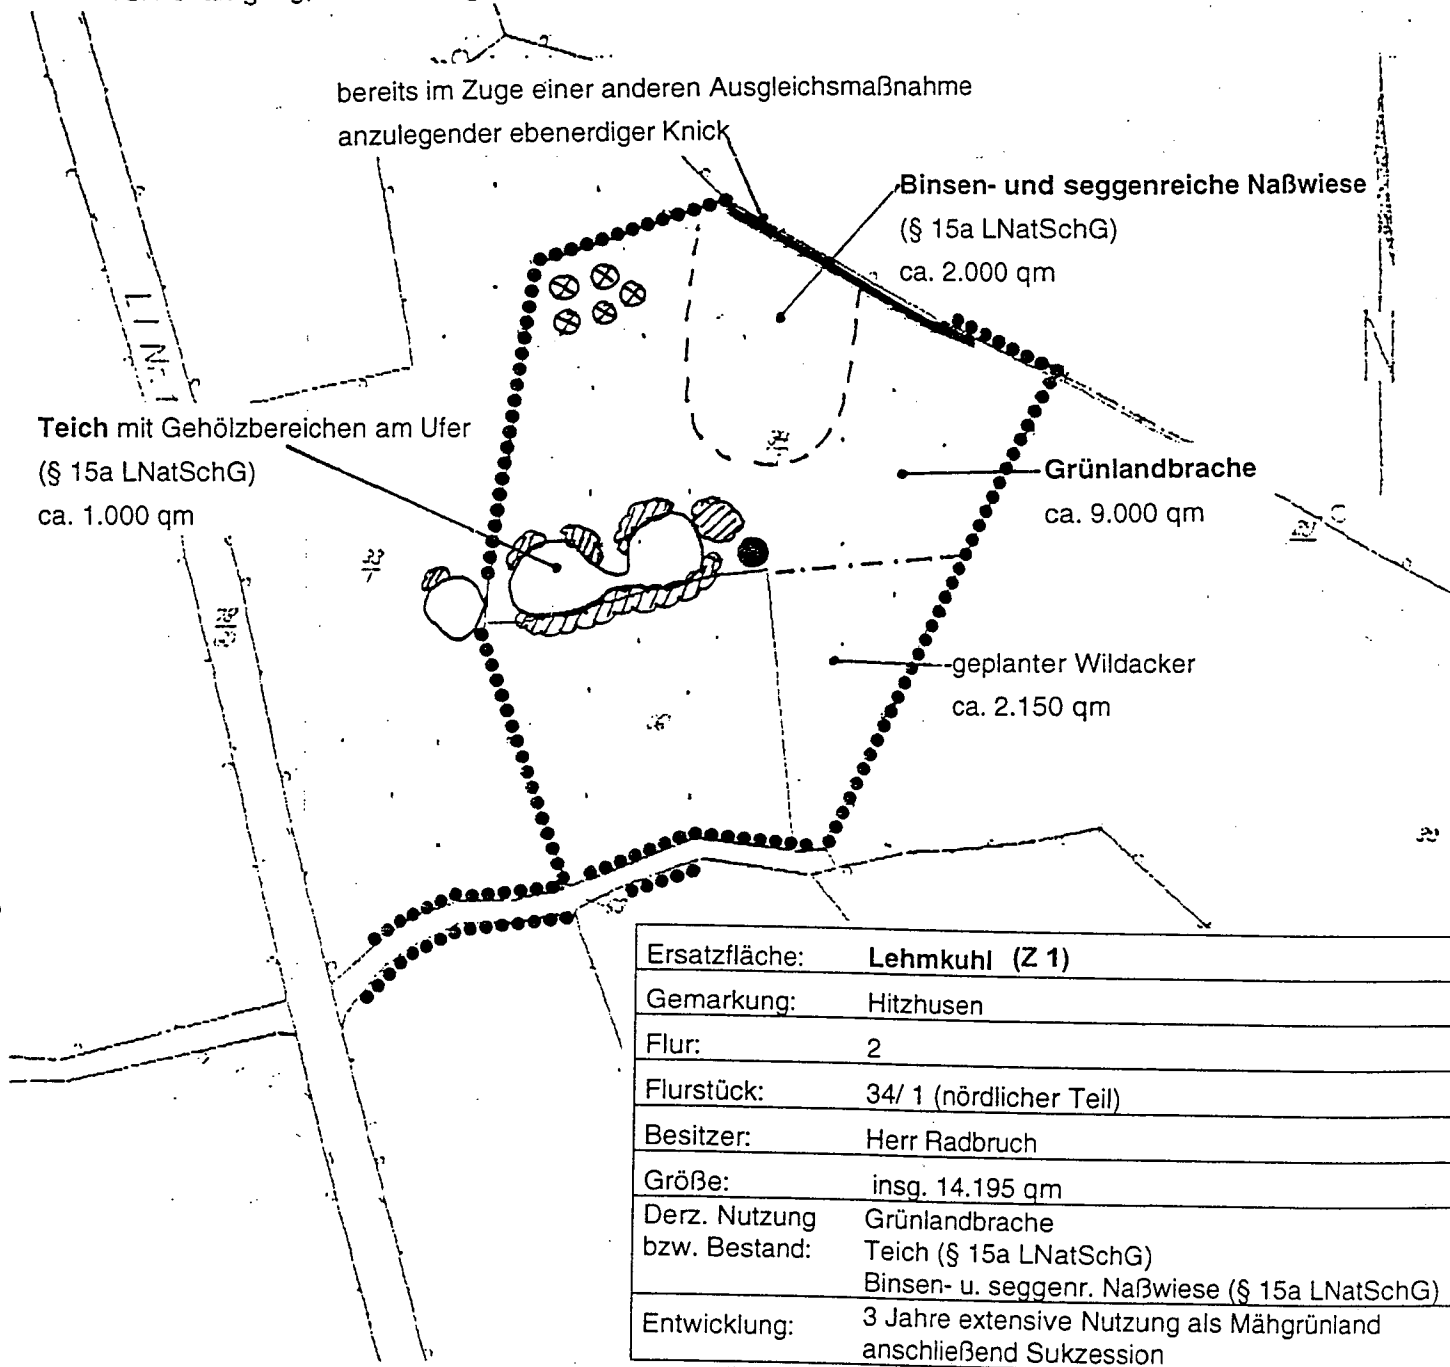 bereits im Zuge einer anderen Ausgleichsmaßnahme
anzulegender ebenerdiger Knick
Binsen- und seggenreiche Naßwiese
(§ 15a LNatSchG)
ca. 2.000 qm
Teich mit Gehölzbereichen am Ufer
(§ 15a LNatSchG)
ca. 1.000 qm
Grünlandbrache
ca. 9.000 qm
geplanter Wildacker
ca. 2.150 qm
Ersatzfläche: Lehmkuhl (Z 1)
Gemarkung: Hitzhusen
Flur: 2
Flurstück: 34/ 1 (nördlicher Teil)
Besitzer: Herr Radbruch
Größe: insg. 14.195 qm
Derz. Nutzung Grünlandbrache
bzw. Bestand: Teich (§ 15a LNatSchG)
Binsen- u. seggenr. Naßwiese (§ 15a LNatSchG)
Entwicklung: 3 Jahre extensive Nutzung als Mähgrünland
anschließend Sukzession